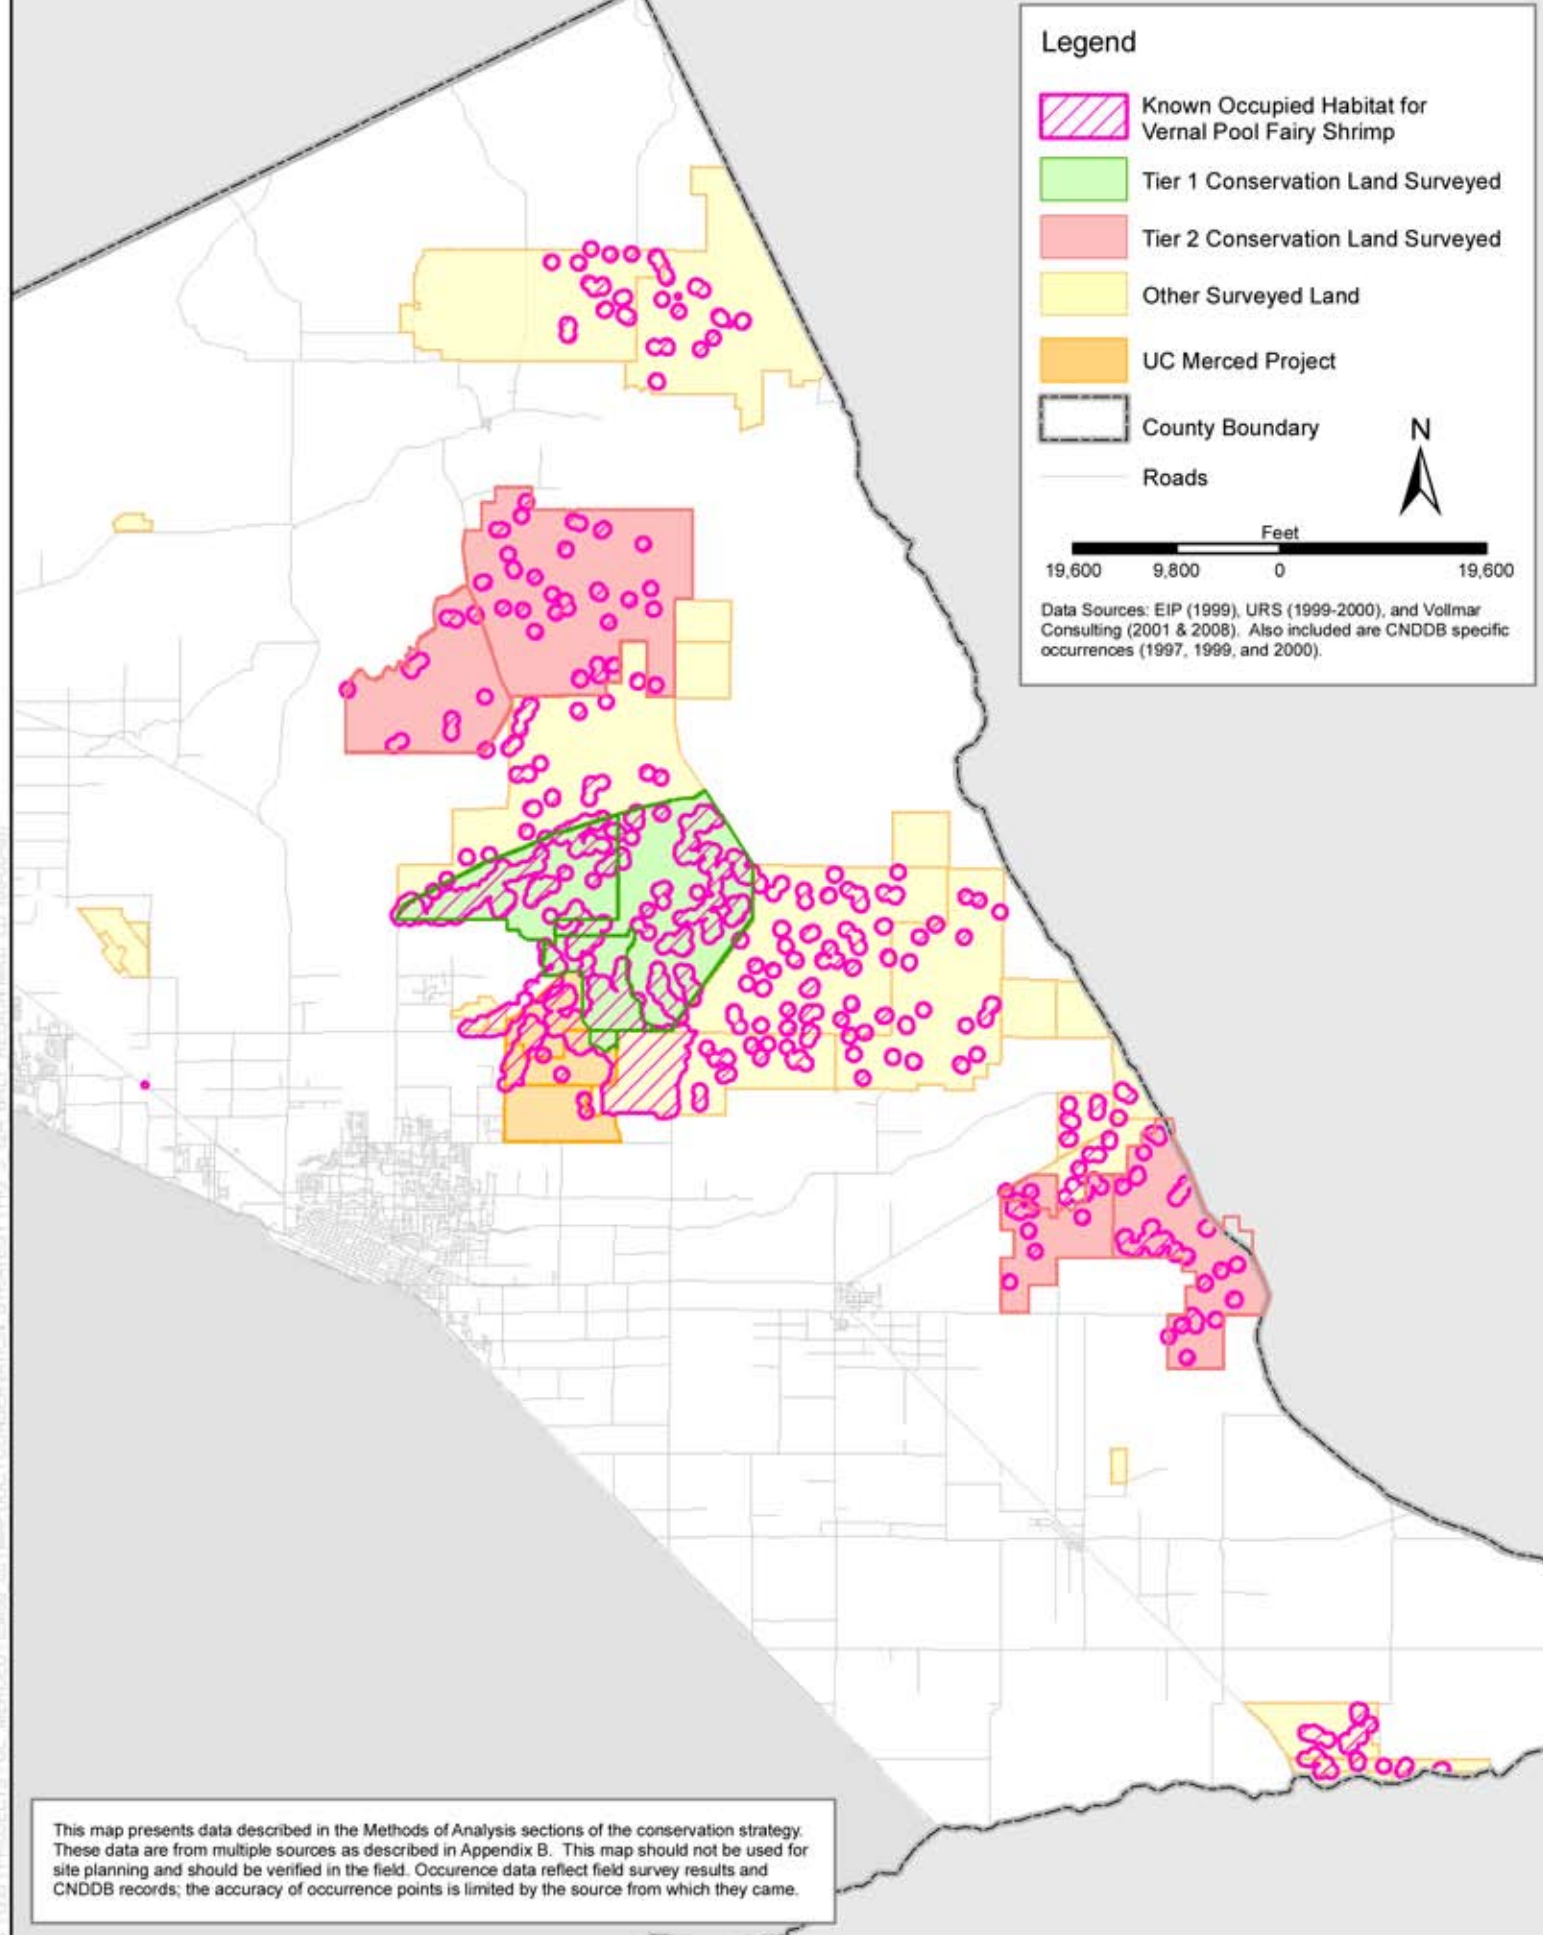 Legend
Known Occupied Habitat for
Vernal Pool Fairy Shrimp
Tier 1 Conservation Land Surveyed
Tier 2 Conservation Land Surveyed
Other Surveyed Land
UC Merced Project
County Boundary
N
Roads
Feet
19,600 9,800 0 19,600
Data Sources: EIP (1999), URS (1999-2000), and Vollmar
Consulting (2001 & 2008). Also included are CNDDB specific
occurrences (1997, 1999, and 2000).
This map presents data described in the Methods of Analysis sections of the conservation strategy.
These data are from multiple sources as described in Appendix B. This map should not be used for
site planning and should be verified in the field. Occurence data reflect field survey results and
CNDDB records; the accuracy of occurrence points is limited by the source from which they came.